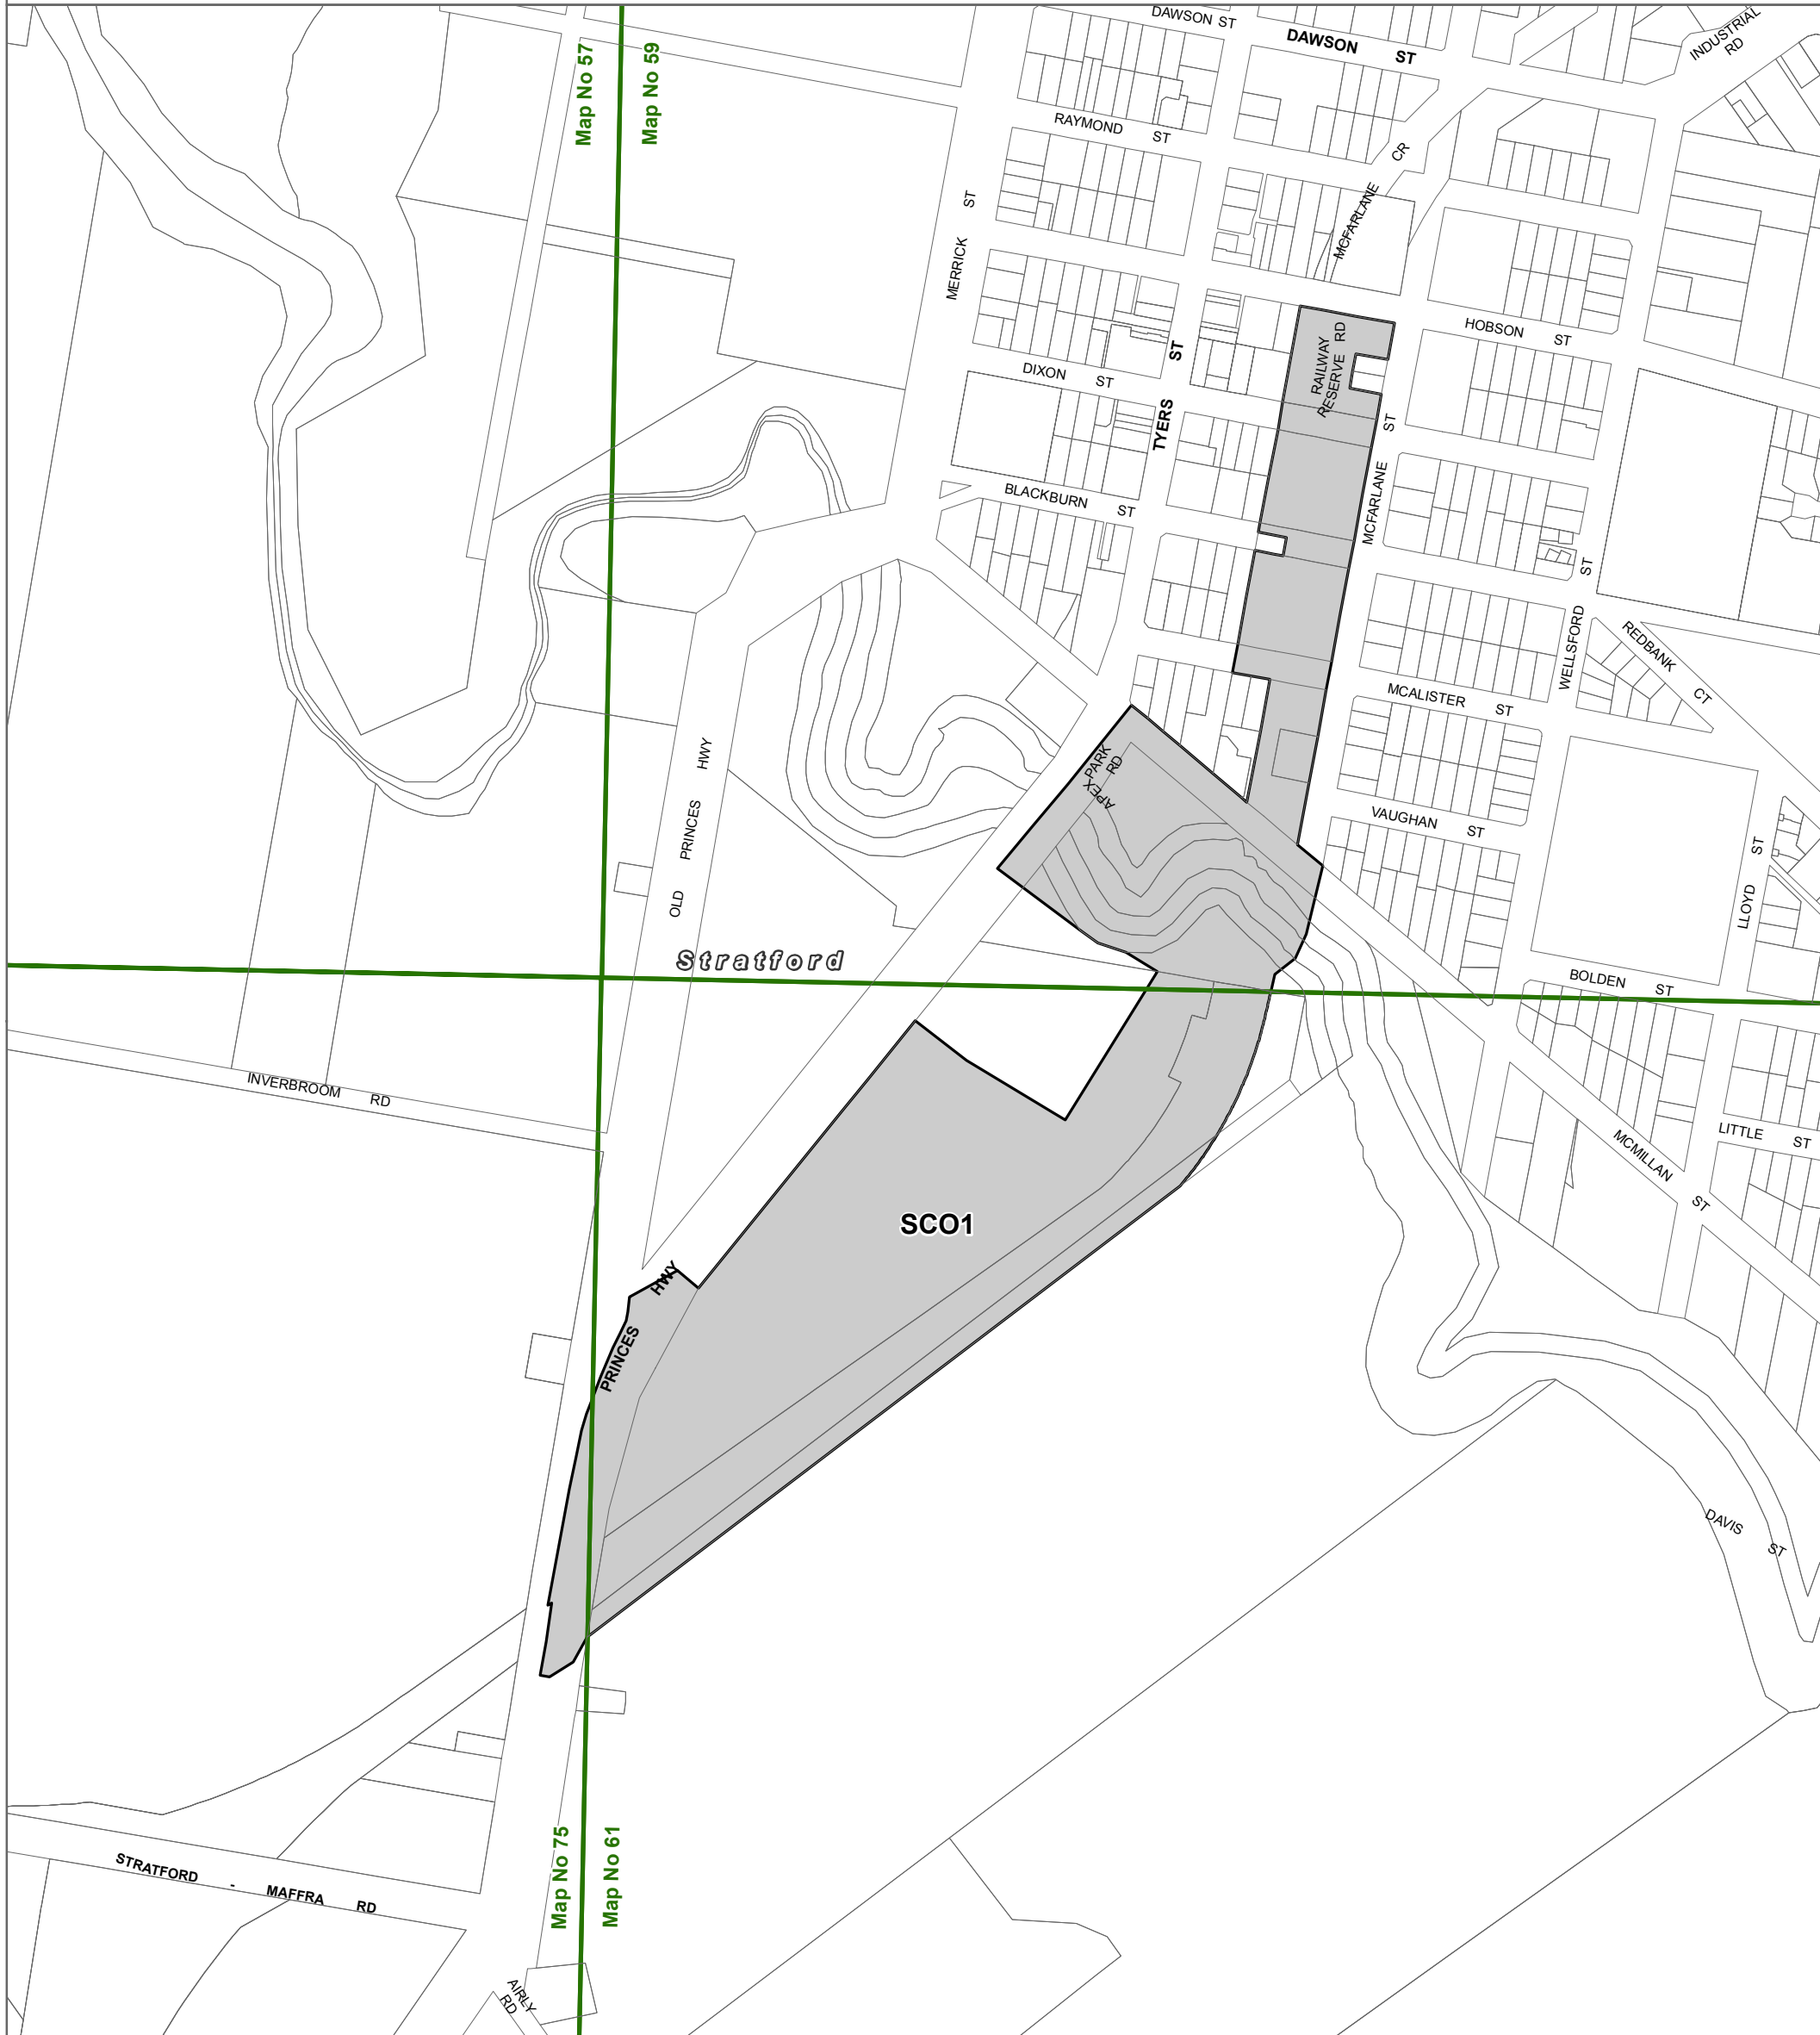 DAWSON ST
DAWSON ST
INDUSTRIAL
RD
Map No 57
Map No 59
RAYMOND ST
MCFARLANE CR
MERRICK ST
RAILWAY
RESERVE RD
HOBSON ST
DIXON ST
TYERS ST
MCFARLANE ST
BLACKBURN ST
WELLSFORD ST
REDBANK CT
MCALISTER ST
OLD PRINCES HWY
APEX PARK
RD
VAUGHAN ST
LLOYD ST
Stratford
BOLDEN ST
INVERBROOM RD
LITTLE ST
MCMILLAN ST
SCO1
PRINCES HWY
DAVIS ST
Map No 75
Map No 61
STRATFORD - MAFFRA RD
AIRLY
RD